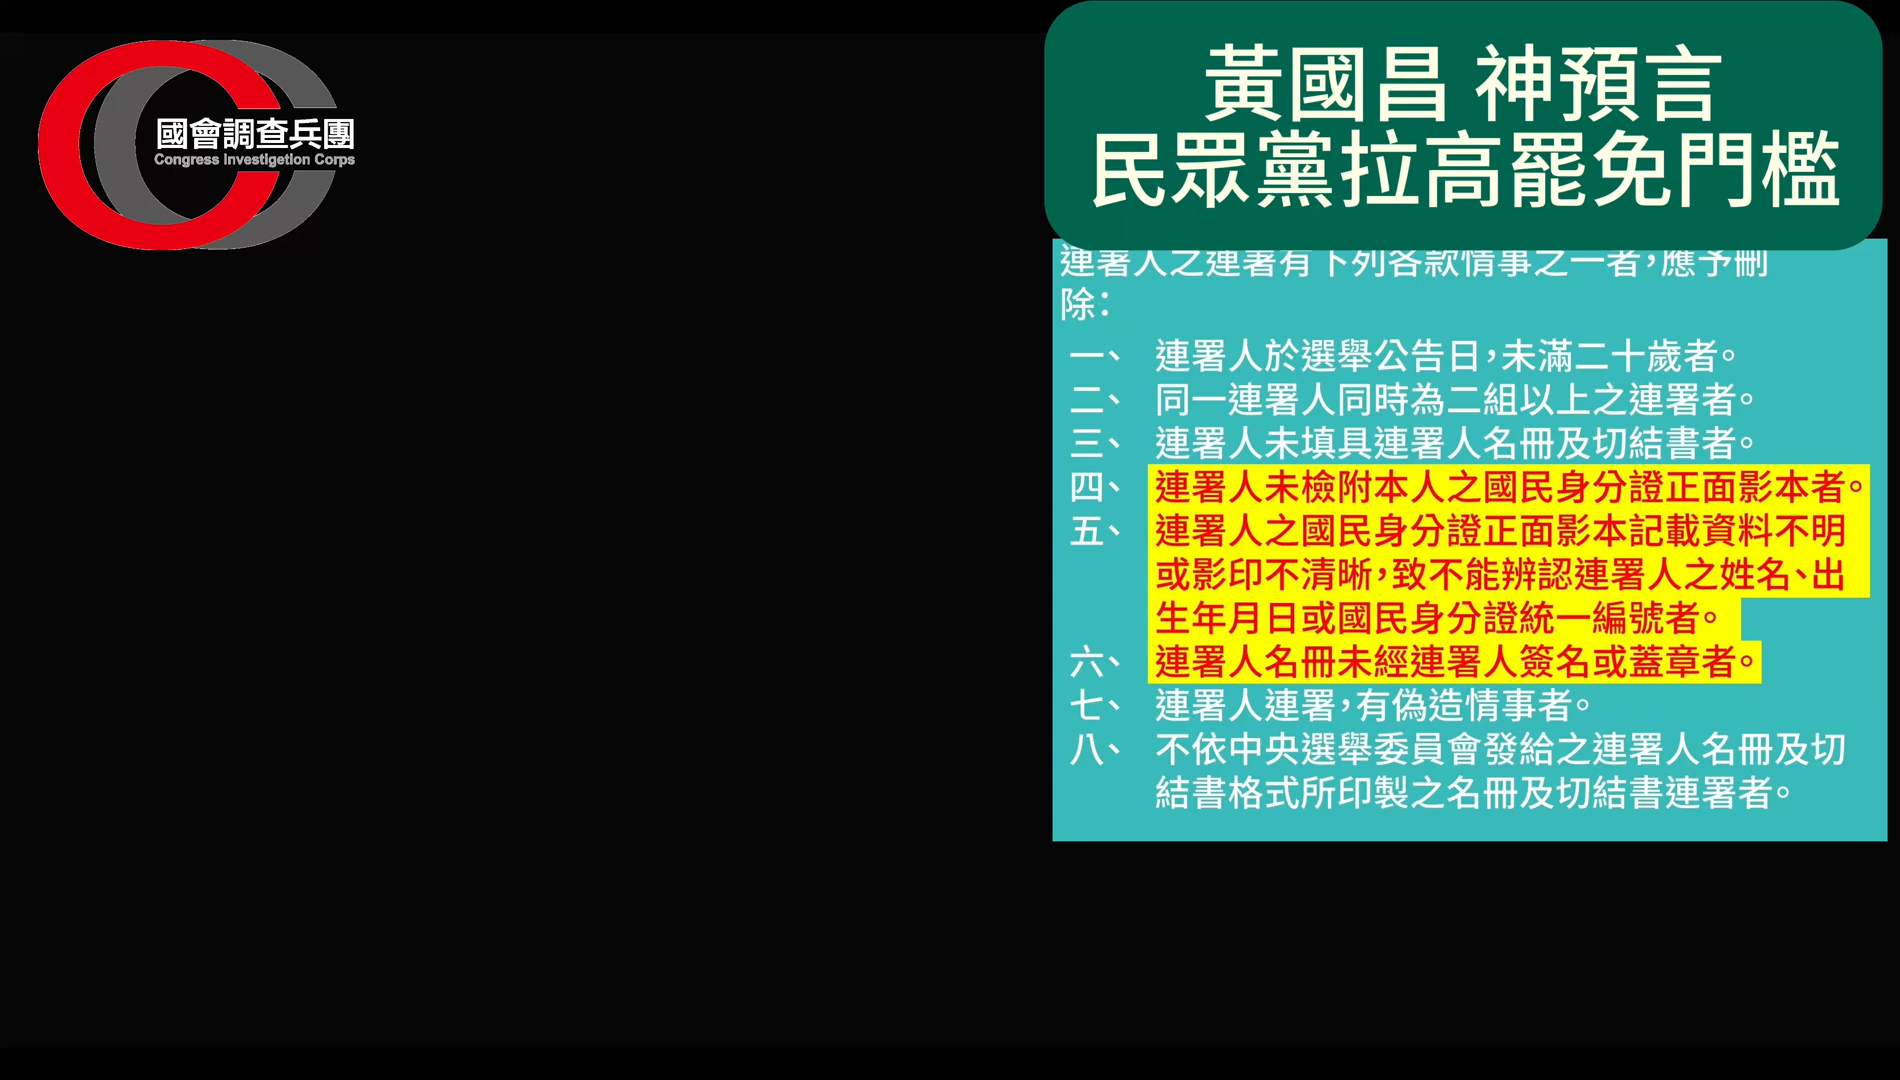 國會調查兵團
Congress Investigetion Corps
黃國昌 神預言
民眾黨拉高罷免門檻
連署人之連署有下列各款情事之一者,應予刪
除:
一、 連署人於選舉公告日,未滿二十歲者。
二、 同一連署人同時為二組以上之連署者。
三、 連署人未填具連署人名冊及切結書者。
四、 連署人未檢附本人之國民身分證正面影本者。
五、 連署人之國民身分證正面影本記載資料不明
或影印不清晰,致不能辨認連署人之姓名、出
生年月日或國民身分證統一編號者。
六、 連署人名冊未經連署人簽名或蓋章者。
七、 連署人連署,有偽造情事者。
八、 不依中央選舉委員會發給之連署人名冊及切
結書格式所印製之名冊及切結書連署者。